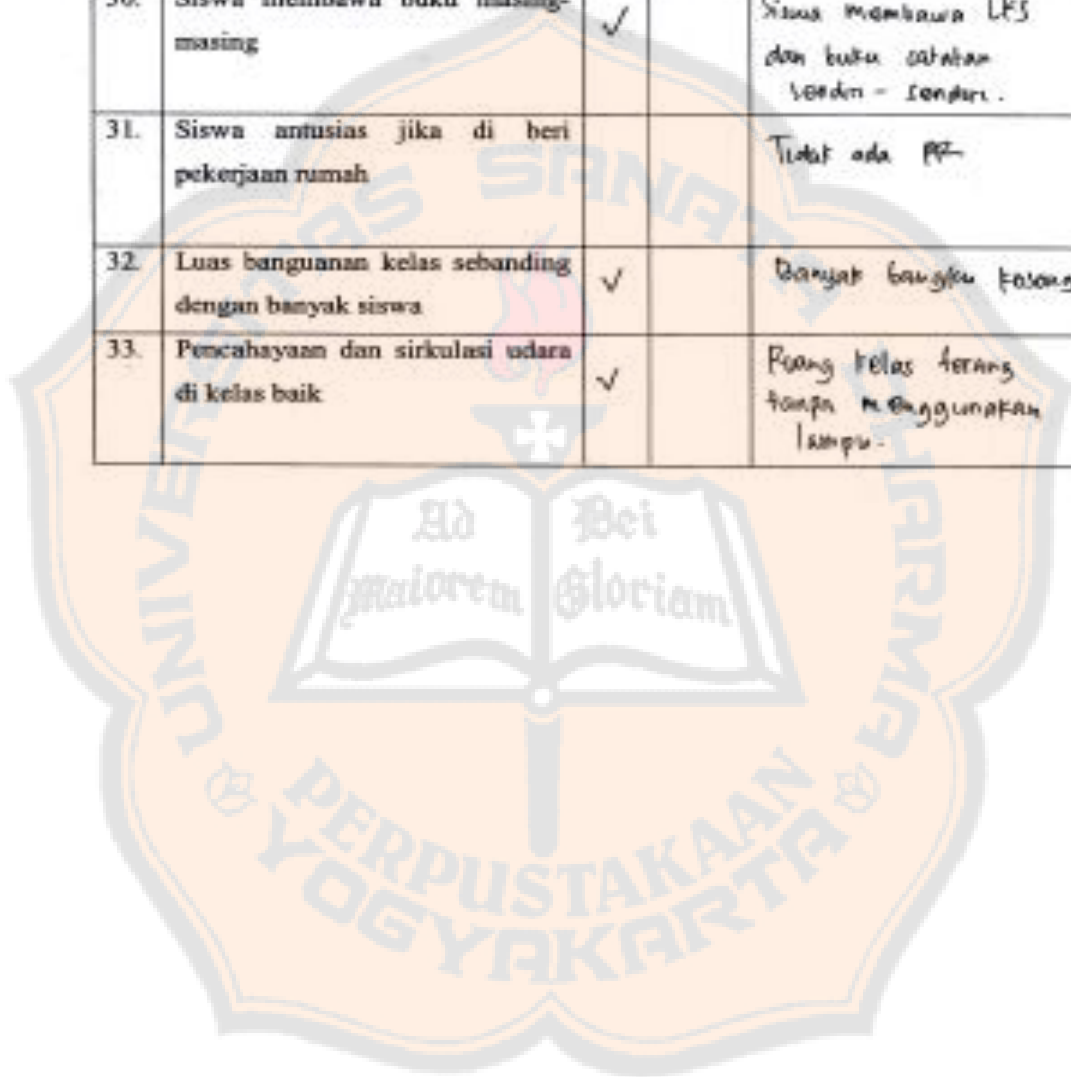 30. Siswa membawa buku masing-
masing
✓
Siswa membawa LKS
dan buku catatan
sendiri - sendiri.
31. Siswa antusias jika di beri
pekerjaan rumah
Tidak ada PR
32. Luas banguanan kelas sebanding
dengan banyak siswa
✓
Banyak bangku kosong
33. Pencahayaan dan sirkulasi udara
di kelas baik
✓
Ruang kelas terang
tanpa menggunakan
lampu.
UNIVERSITAS SANATA DHARMA
Ad
Maiorem
Dei
Gloriam
PERPUSTAKAAN
YOGYAKARTA